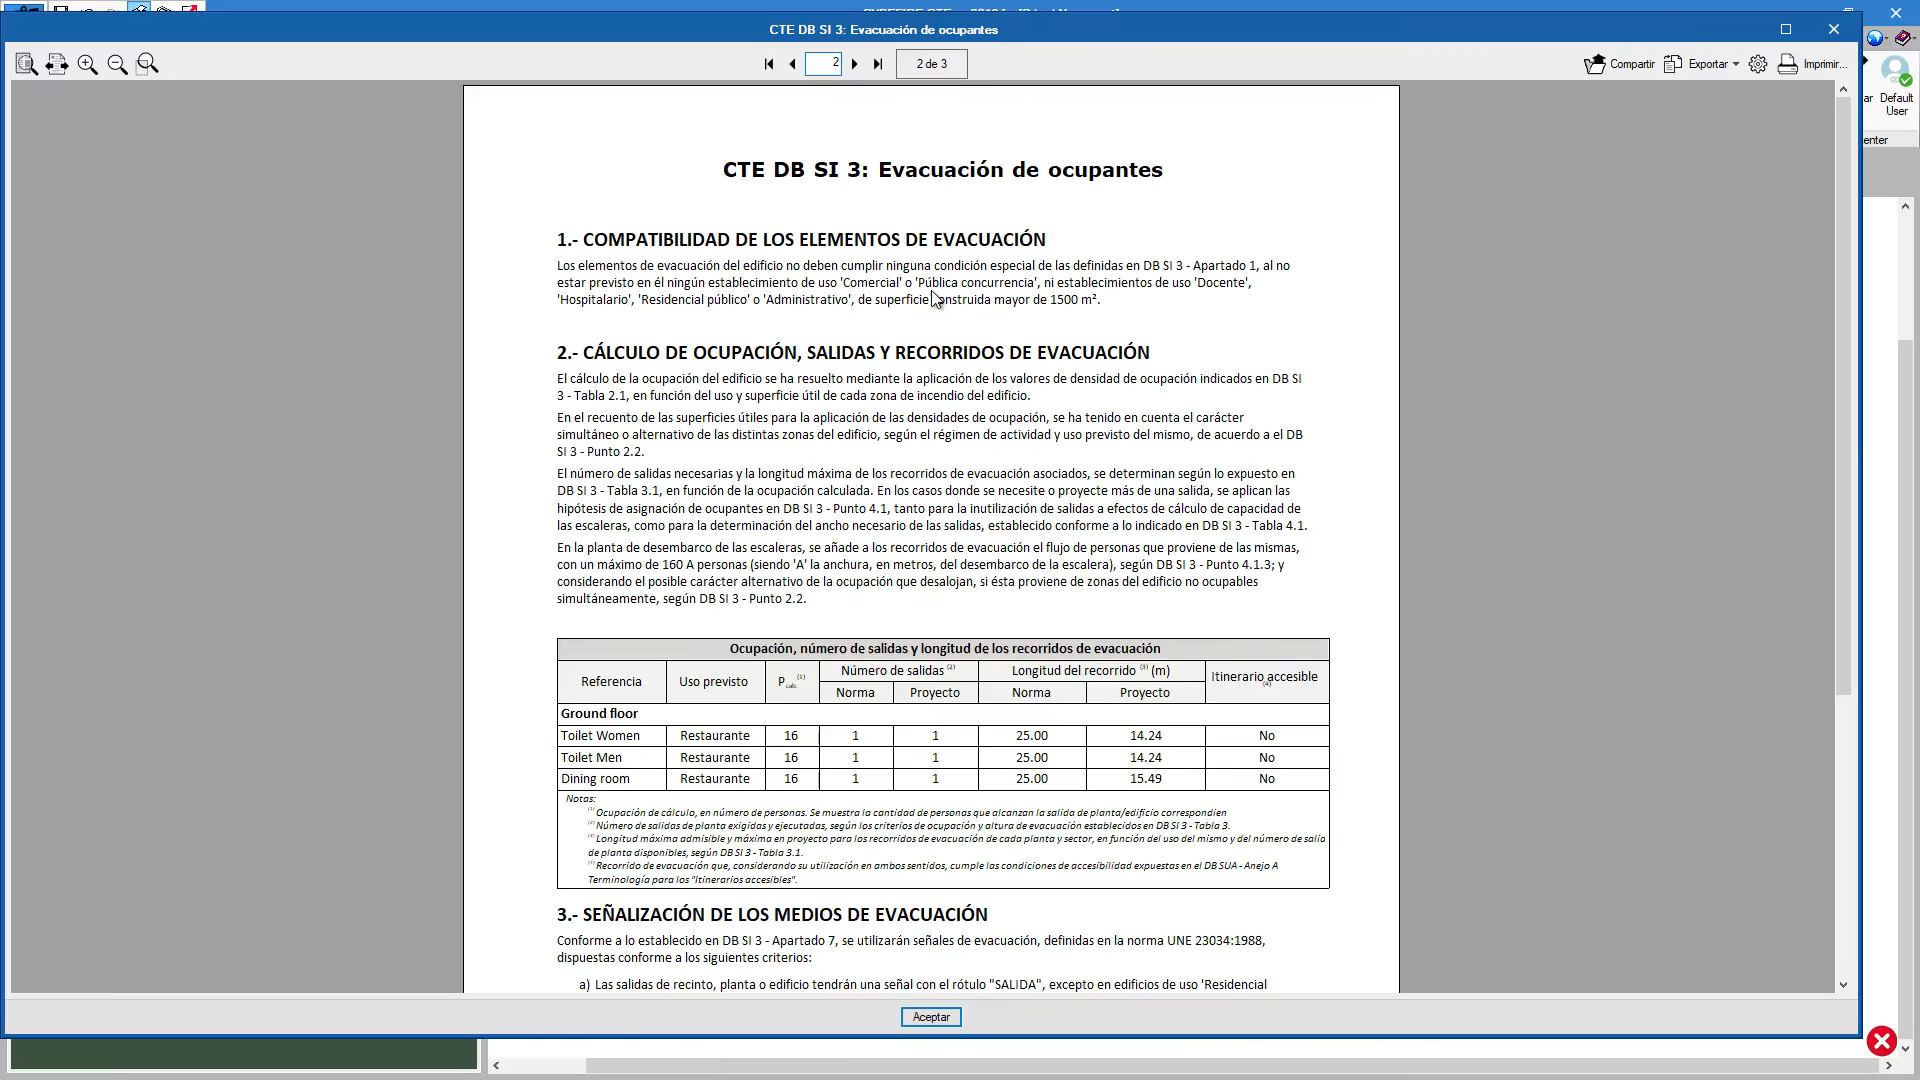 CTE DB SI 3: Evacuación de ocupantes
2
2 de 3
Compartir
Exportar
Imprimir...
ar
Default
User
enter
CTE DB SI 3: Evacuación de ocupantes
1.- COMPATIBILIDAD DE LOS ELEMENTOS DE EVACUACIÓN
Los elementos de evacuación del edificio no deben cumplir ninguna condición especial de las definidas en DB SI 3 - Apartado 1, al no
estar previsto en él ningún establecimiento de uso 'Comercial' o 'Pública concurrencia', ni establecimientos de uso 'Docente',
'Hospitalario', 'Residencial público' o 'Administrativo', de superficie construida mayor de 1500 m².
2.- CÁLCULO DE OCUPACIÓN, SALIDAS Y RECORRIDOS DE EVACUACIÓN
El cálculo de la ocupación del edificio se ha resuelto mediante la aplicación de los valores de densidad de ocupación indicados en DB SI
3 - Tabla 2.1, en función del uso y superficie útil de cada zona de incendio del edificio.
En el recuento de las superficies útiles para la aplicación de las densidades de ocupación, se ha tenido en cuenta el carácter
simultáneo o alternativo de las distintas zonas del edificio, según el régimen de actividad y uso previsto del mismo, de acuerdo a el DB
SI 3 - Punto 2.2.
El número de salidas necesarias y la longitud máxima de los recorridos de evacuación asociados, se determinan según lo expuesto en
DB SI 3 - Tabla 3.1, en función de la ocupación calculada. En los casos donde se necesite o proyecte más de una salida, se aplican las
hipótesis de asignación de ocupantes en DB SI 3 - Punto 4.1, tanto para la inutilización de salidas a efectos de cálculo de capacidad de
las escaleras, como para la determinación del ancho necesario de las salidas, establecido conforme a lo indicado en DB SI 3 - Tabla 4.1.
En la planta de desembarco de las escaleras, se añade a los recorridos de evacuación el flujo de personas que proviene de las mismas,
con un máximo de 160 A personas (siendo 'A' la anchura, en metros, del desembarco de la escalera), según DB SI 3 - Punto 4.1.3; y
considerando el posible carácter alternativo de la ocupación que desalojan, si ésta proviene de zonas del edificio no ocupables
simultáneamente, según DB SI 3 - Punto 2.2.
Ocupación, número de salidas y longitud de los recorridos de evacuación
Referencia Uso previsto P calc (1) Número de salidas (2) Longitud del recorrido (3) (m) Itinerario accesible (4)
Norma Proyecto Norma Proyecto
Ground floor
Toilet Women Restaurante 16 1 1 25.00 14.24 No
Toilet Men Restaurante 16 1 1 25.00 14.24 No
Dining room Restaurante 16 1 1 25.00 15.49 No
Notas:
(1) Ocupación de cálculo, en número de personas. Se muestra la cantidad de personas que alcanzan la salida de planta/edificio correspondien
(2) Número de salidas de planta exigidas y ejecutadas, según los criterios de ocupación y altura de evacuación establecidos en DB SI 3 - Tabla 3.
(3) Longitud máxima admisible y máxima en proyecto para los recorridos de evacuación de cada planta y sector, en función del uso del mismo y del número de salid
de planta disponibles, según DB SI 3 - Tabla 3.1.
(4) Recorrido de evacuación que, considerando su utilización en ambos sentidos, cumple las condiciones de accesibilidad expuestas en el DB SUA - Anejo A
Terminología para los "Itinerarios accesibles".
3.- SEÑALIZACIÓN DE LOS MEDIOS DE EVACUACIÓN
Conforme a lo establecido en DB SI 3 - Apartado 7, se utilizarán señales de evacuación, definidas en la norma UNE 23034:1988,
dispuestas conforme a los siguientes criterios:
a) Las salidas de recinto, planta o edificio tendrán una señal con el rótulo "SALIDA", excepto en edificios de uso 'Residencial
Aceptar